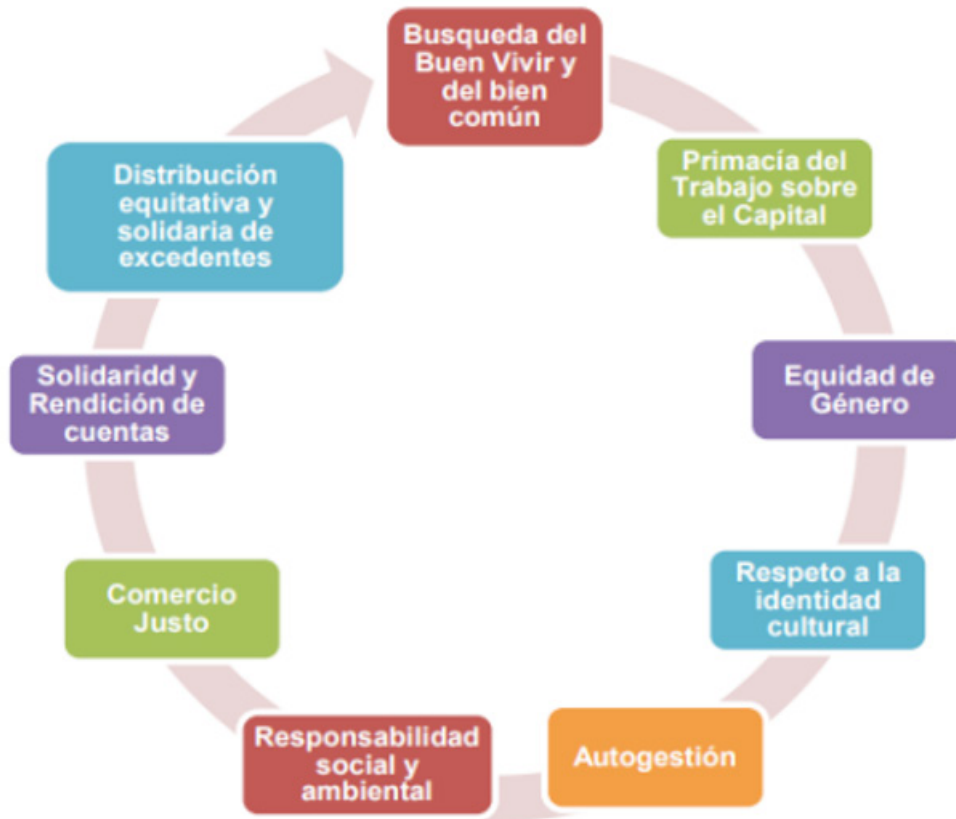 Busqueda del
Buen Vivir y
del bien
común
Primacía del
Trabajo sobre
el Capital
Equidad de
Género
Respeto a la
identidad
cultural
Autogestión
Responsabilidad
social y
ambiental
Comercio
Justo
Solidaridd y
Rendición de
cuentas
Distribución
equitativa y
solidaria de
excedentes